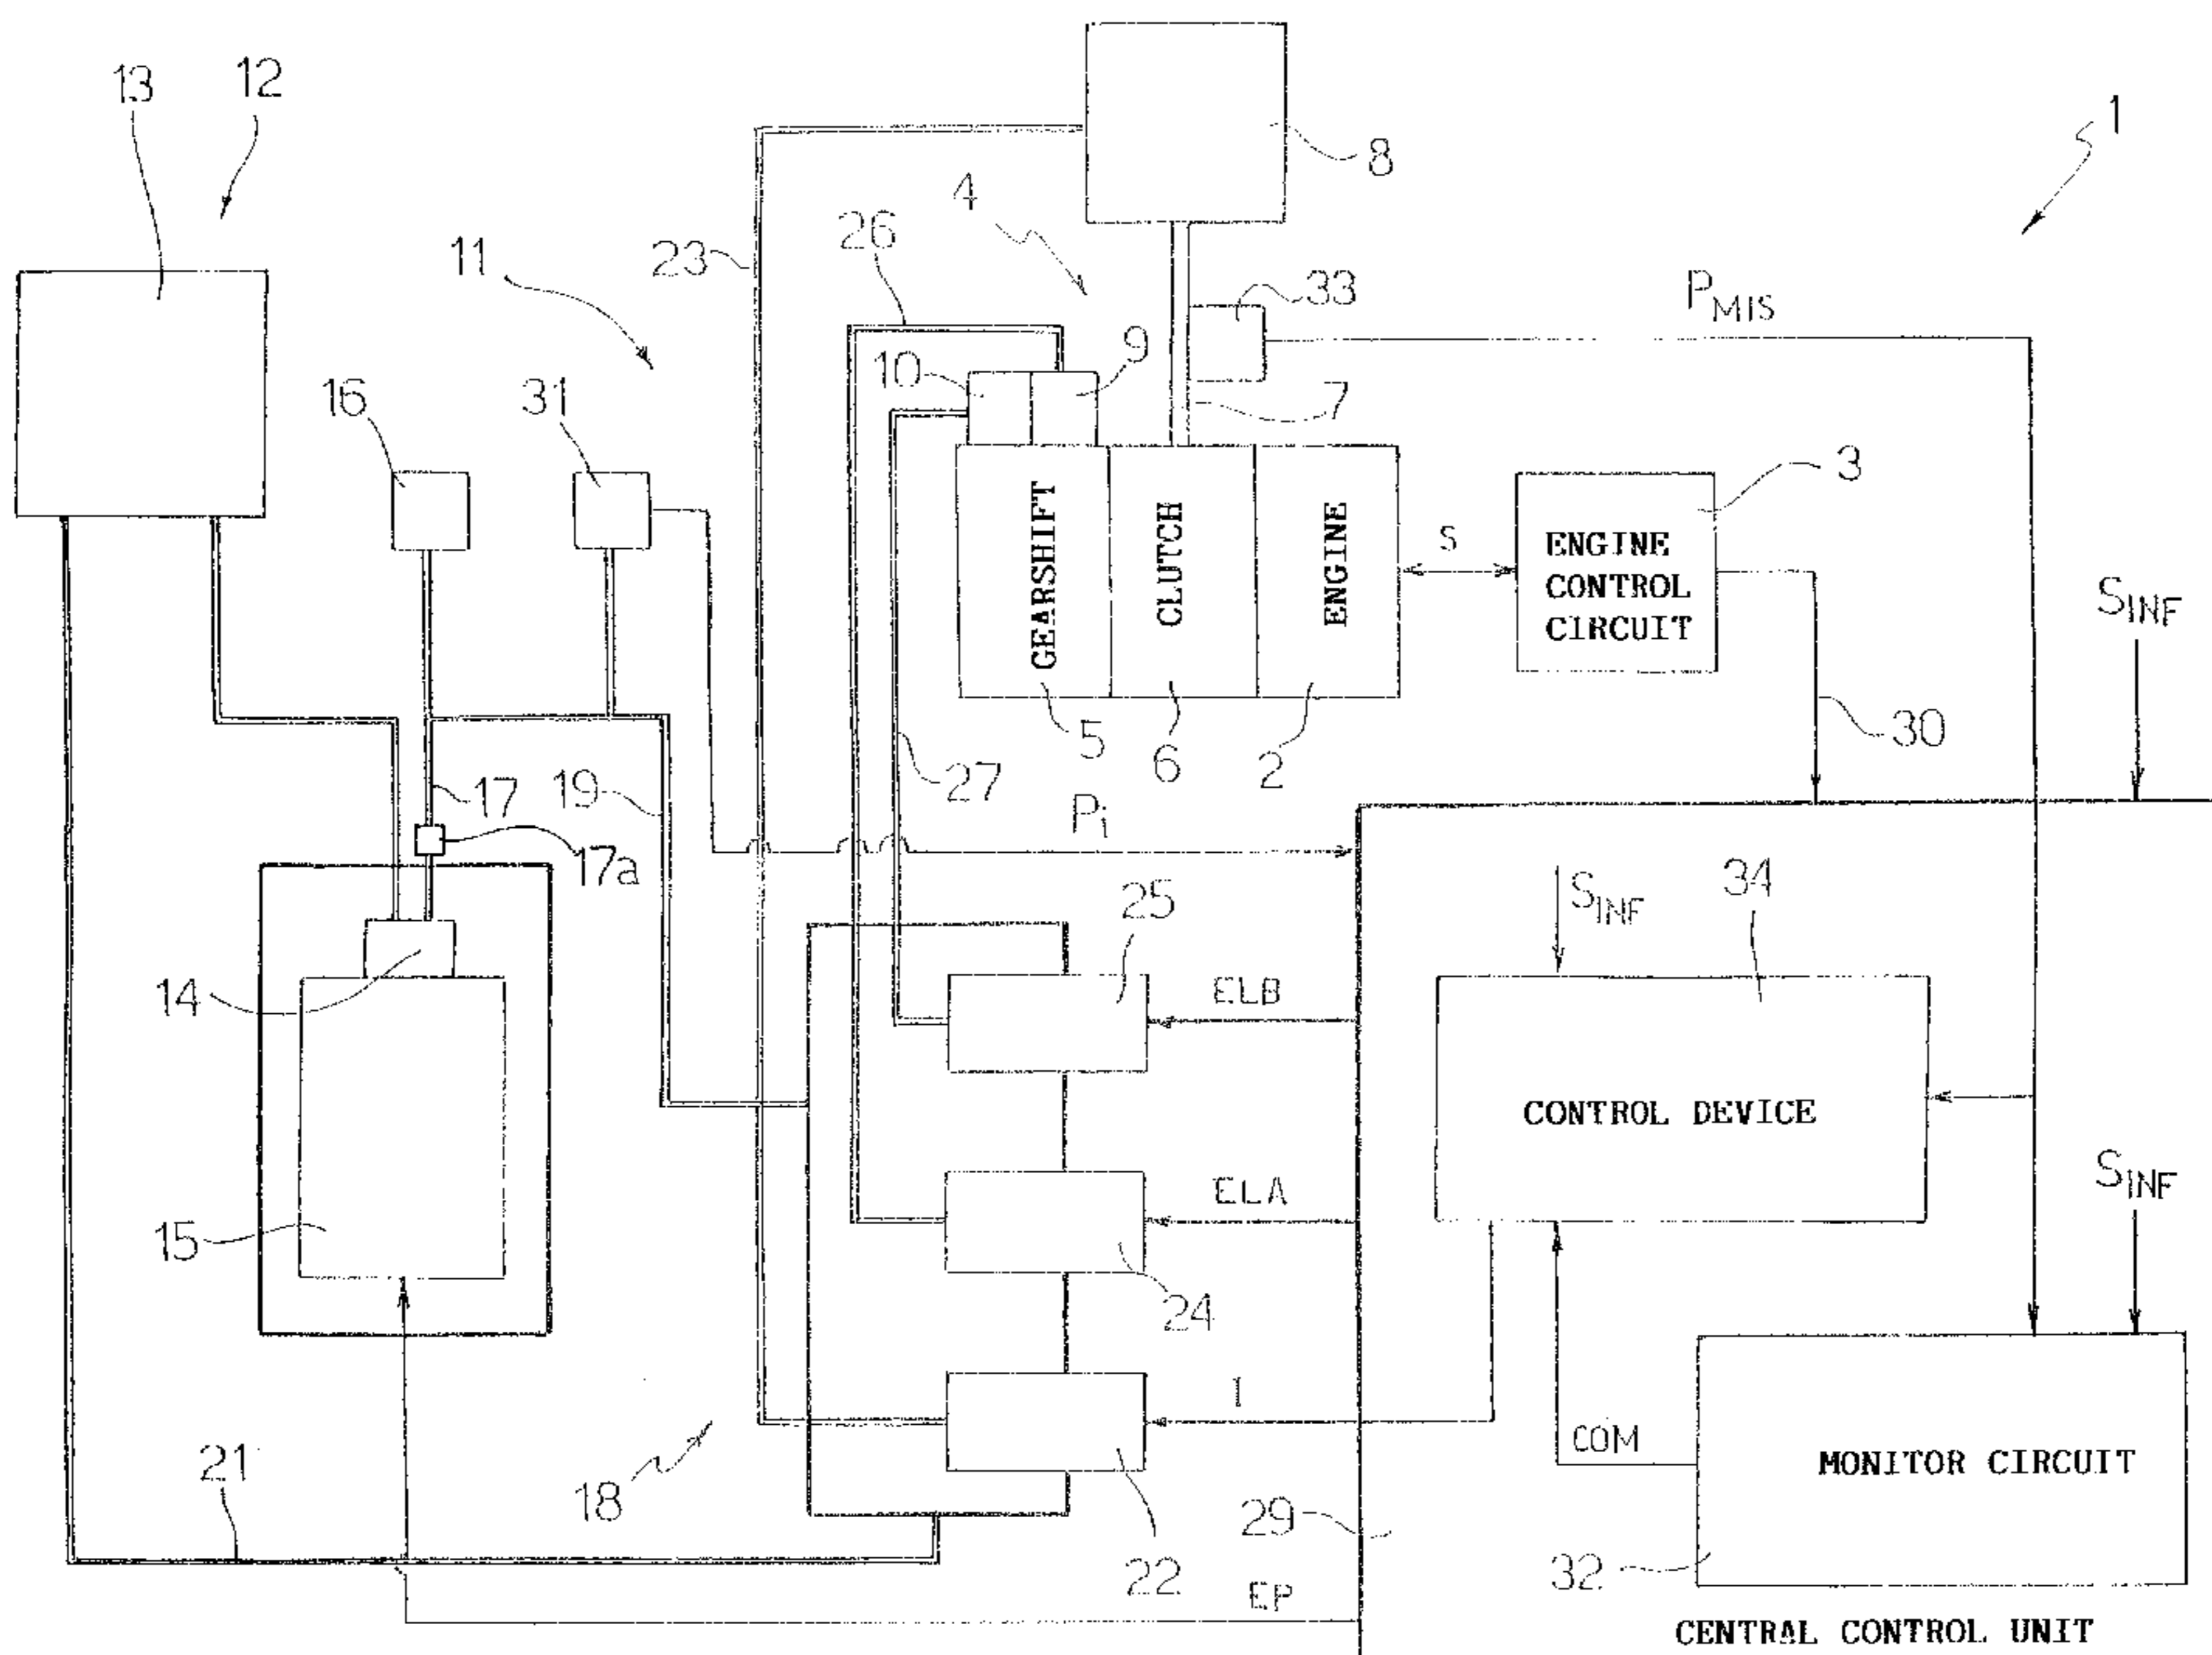 13
12
1
8
4
26
23
11
33
P_MIS
10
9
16
31
7
3
GEARSHIFT
CLUTCH
ENGINE
S
ENGINE
CONTROL
CIRCUIT
S_INF
5
6
2
30
27
17
19
P_i
17a
S_INF
34
25
14
ELB
CONTROL DEVICE
ELA
S_INF
15
24
I
COM
MONITOR CIRCUIT
21
18
29
22
32
EP
CENTRAL CONTROL UNIT